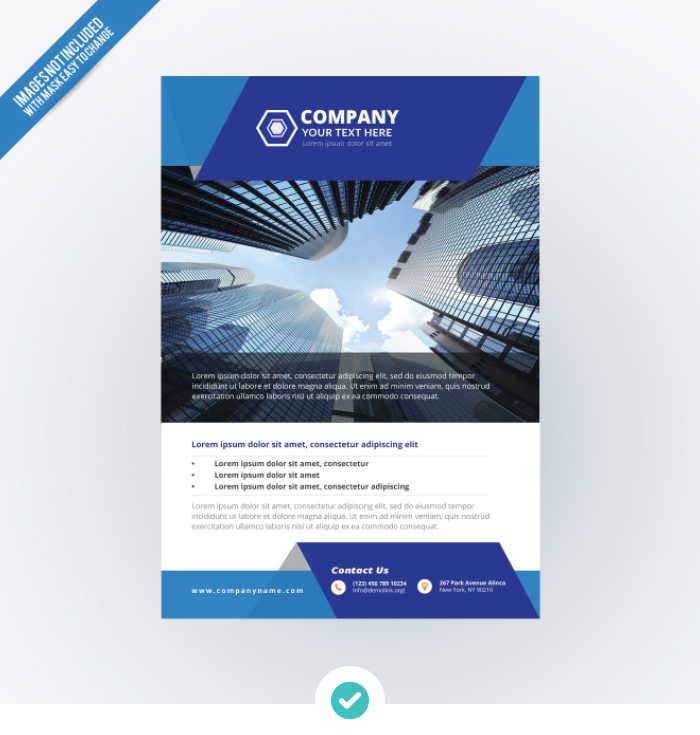 IMAGES NOT INCLUDED
WITH MASK EASY TO CHANGE
COMPANY
YOUR TEXT HERE
Lorem ipsum dolor sit amet
Lorem ipsum dolor sit amet, consectetur adipiscing elit, sed do eiusmod tempor
incididunt ut labore et dolore magna aliqua. Ut enim ad minim veniam, quis nostrud
exercitation ullamco laboris nisi ut aliquip ex ea commodo consequat.
Lorem ipsum dolor sit amet, consectetur adipiscing elit
• Lorem ipsum dolor sit amet, consectetur
• Lorem ipsum dolor sit amet
• Lorem ipsum dolor sit amet, consectetur adipiscing
Lorem ipsum dolor sit amet, consectetur adipiscing elit, sed do eiusmod tempor
incididunt ut labore et dolore magna aliqua. Ut enim ad minim veniam, quis nostrud
exercitation ullamco laboris nisi ut aliquip ex ea commodo consequat.
www.companyname.com
Contact Us
(123) 456 789 10234
info@demolink.orgt
267 Park Avenue Alinca
New York, NY 90210